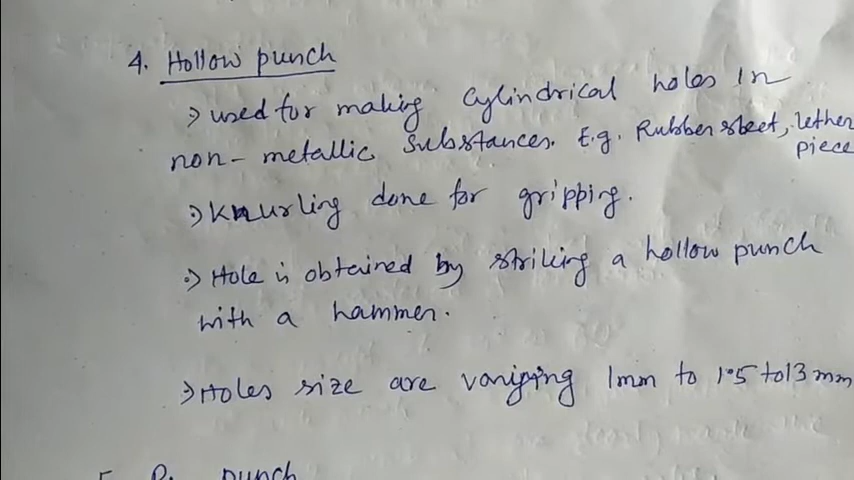 4. Hollow punch
→ used for making cylindrical holes in
non-metallic substances. E.g. Rubber sheet, lether
piece
→ Knurling done for gripping.
→ Hole is obtained by striking a hollow punch
with a hammer.
→ Holes size are varying 1mm to 1.5 to 13 mm
5. punch